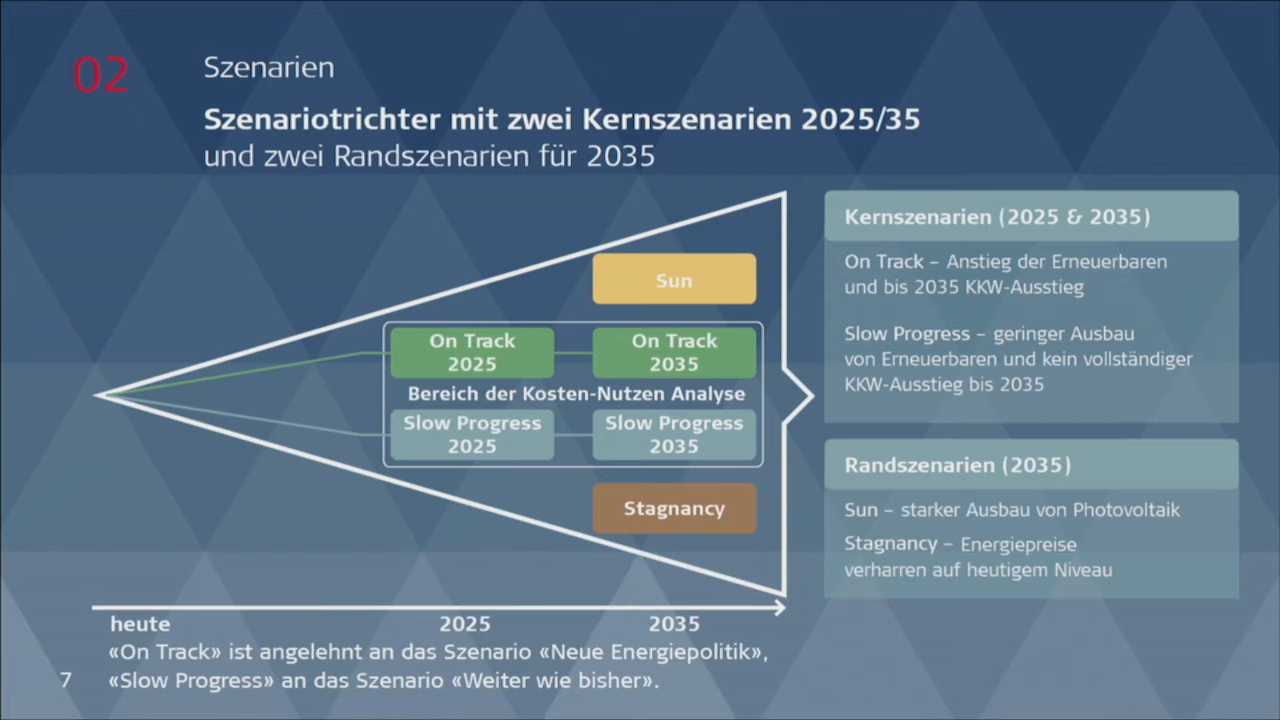 02
Szenarien
Szenariotrichter mit zwei Kernszenarien 2025/35
und zwei Randszenarien für 2035
Sun
On Track
2025
On Track
2035
Bereich der Kosten-Nutzen Analyse
Slow Progress
2025
Slow Progress
2035
Stagnancy
heute
2025
2035
Kernszenarien (2025 & 2035)
On Track – Anstieg der Erneuerbaren
und bis 2035 KKW-Ausstieg
Slow Progress – geringer Ausbau
von Erneuerbaren und kein vollständiger
KKW-Ausstieg bis 2035
Randszenarien (2035)
Sun – starker Ausbau von Photovoltaik
Stagnancy – Energiepreise
verharren auf heutigem Niveau
«On Track» ist angelehnt an das Szenario «Neue Energiepolitik»,
«Slow Progress» an das Szenario «Weiter wie bisher».
7